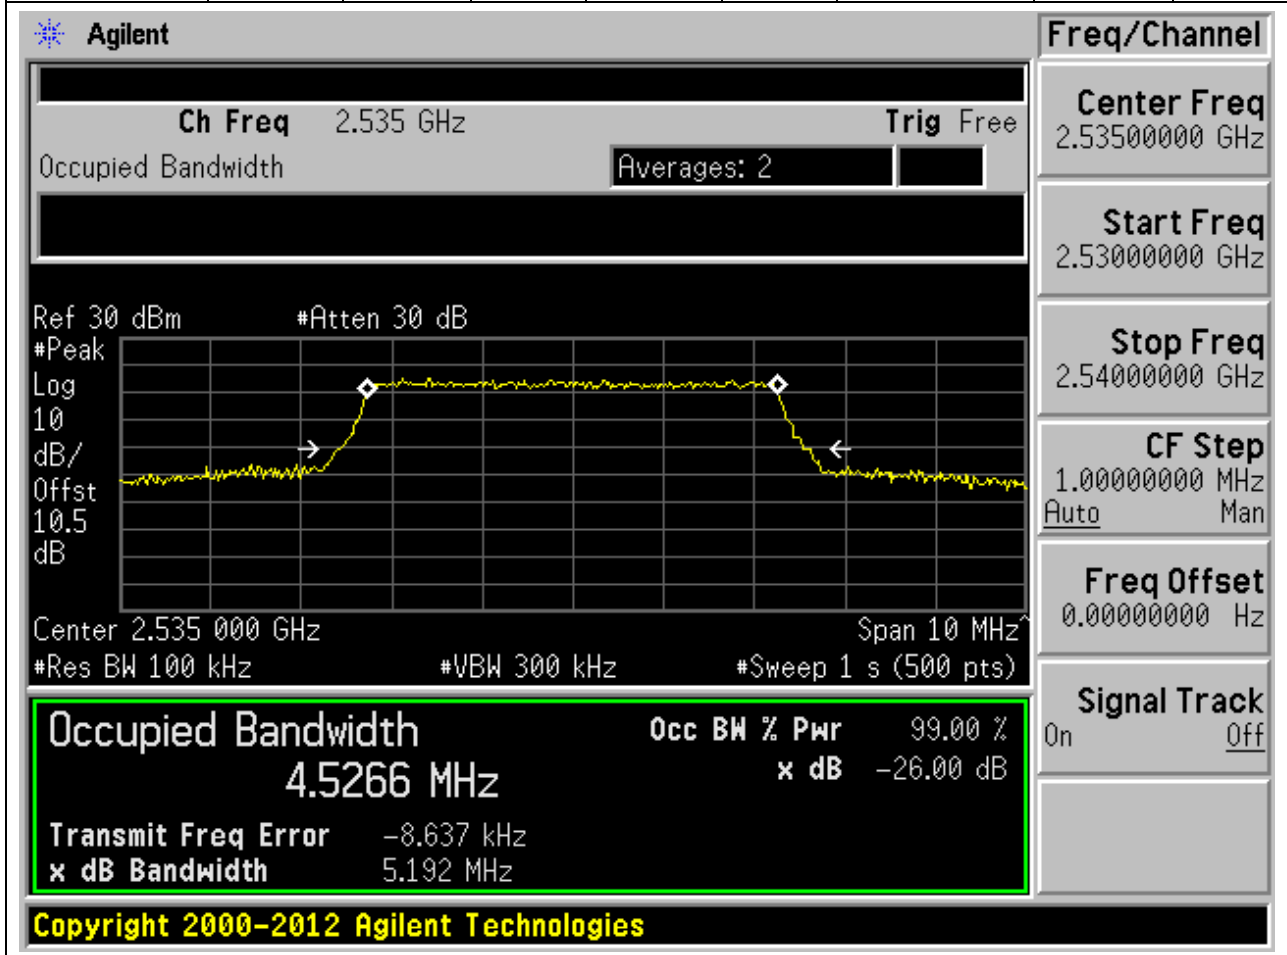 Agilent
Freq/Channel
Ch Freq 2.535 GHz Trig Free
Occupied Bandwidth Averages: 2
Center Freq
2.53500000 GHz
Start Freq
2.53000000 GHz
Stop Freq
2.54000000 GHz
CF Step
1.00000000 MHz
Auto Man
Freq Offset
0.00000000 Hz
Signal Track
On Off
Ref 30 dBm #Atten 30 dB
#Peak
Log
10
dB/
Offst
10.5
dB
Center 2.535 000 GHz Span 10 MHz^
#Res BW 100 kHz #VBW 300 kHz #Sweep 1 s (500 pts)
Occupied Bandwidth Occ BW % Pwr 99.00 %
4.5266 MHz x dB -26.00 dB
Transmit Freq Error -8.637 kHz
x dB Bandwidth 5.192 MHz
Copyright 2000-2012 Agilent Technologies